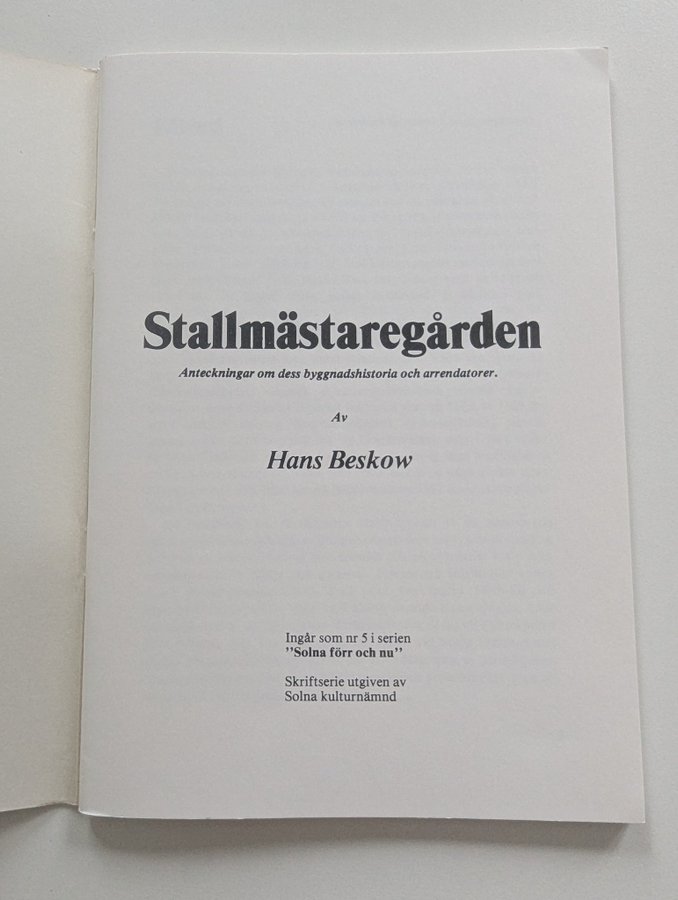 Stallmästaregården
Anteckningar om dess byggnadshistoria och arrendatorer.
Av
Hans Beskow
Ingår som nr 5 i serien
’’Solna förr och nu’’
Skriftserie utgiven av
Solna kulturnämnd